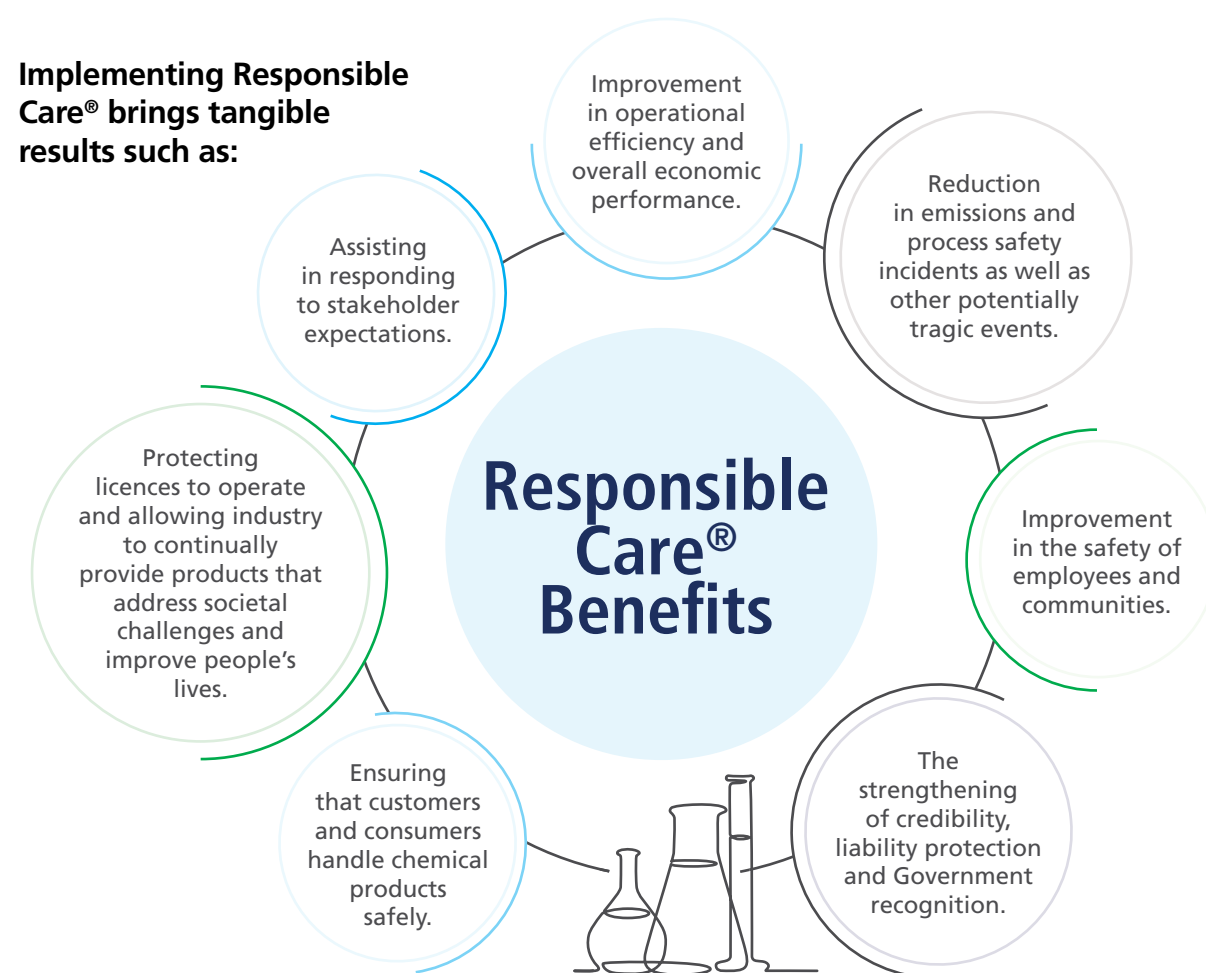 Implementing Responsible
Care® brings tangible
results such as:
Improvement
in operational
efficiency and
overall economic
performance.
Reduction
in emissions and
process safety
incidents as well as
other potentially
tragic events.
Improvement
in the safety of
employees and
communities.
The
strengthening
of credibility,
liability protection
and Government
recognition.
Ensuring
that customers
and consumers
handle chemical
products
safely.
Protecting
licences to operate
and allowing industry
to continually
provide products that
address societal
challenges and
improve people’s
lives.
Assisting
in responding
to stakeholder
expectations.
Responsible
Care®
Benefits